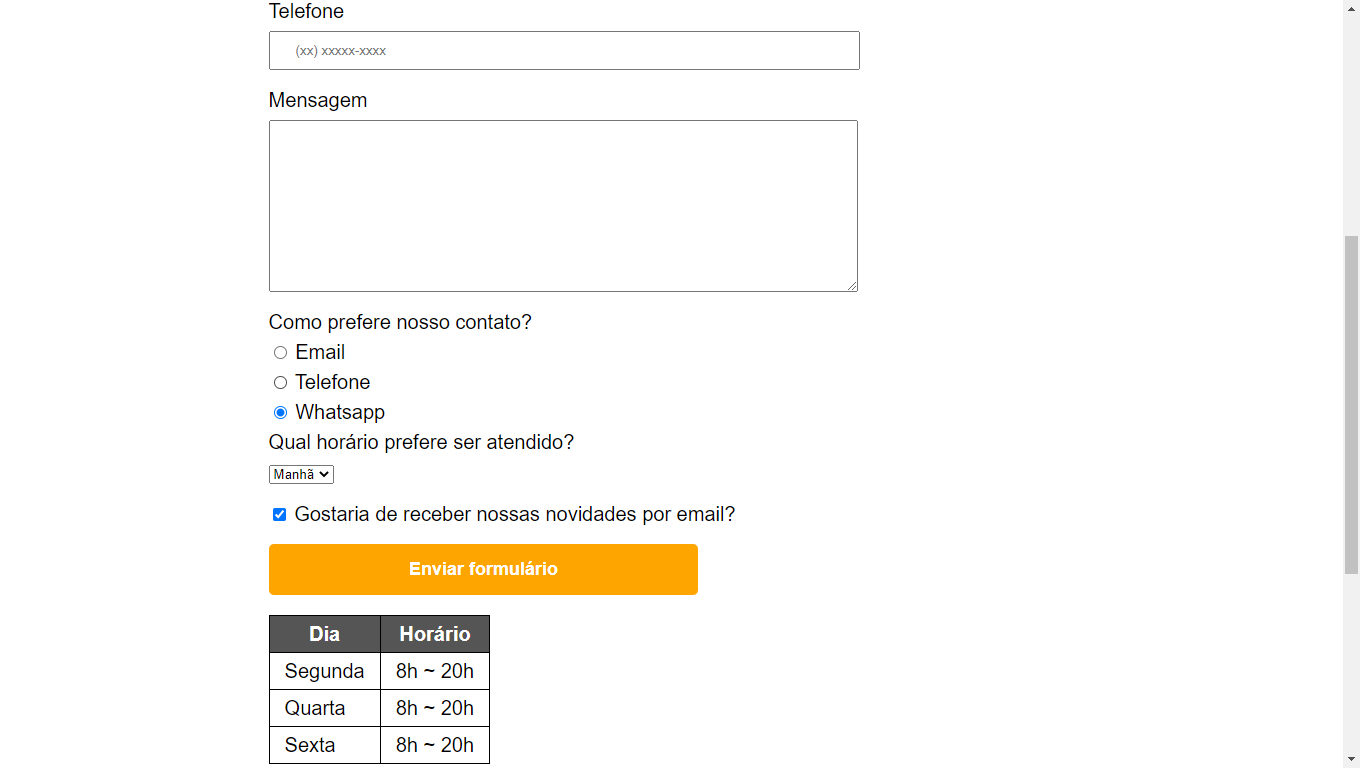 Telefone
(xx) xxxxx-xxxx
Mensagem
Como prefere nosso contato?
Email
Telefone
Whatsapp
Qual horário prefere ser atendido?
Manhã
Gostaria de receber nossas novidades por email?
Enviar formulário
Dia Horário
Segunda 8h ~ 20h
Quarta 8h ~ 20h
Sexta 8h ~ 20h